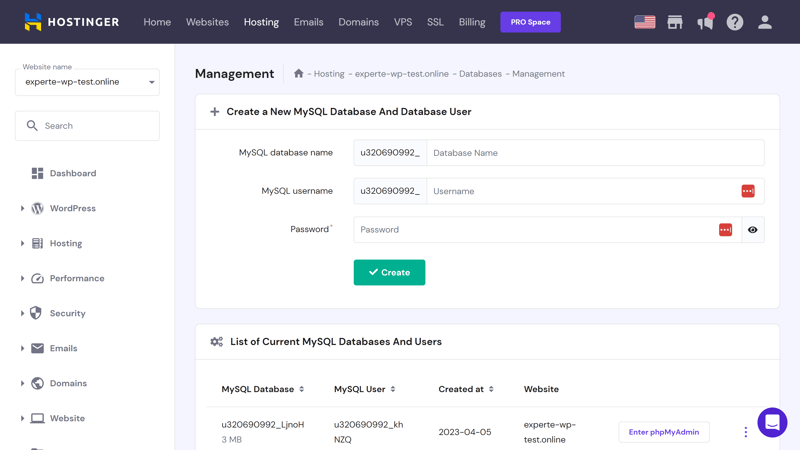 HOSTINGER
Home Websites Hosting Emails Domains VPS SSL Billing PRO Space
Website name
experte-wp-test.online
Search
Dashboard
WordPress
Hosting
Performance
Security
Emails
Domains
Website
Management
- Hosting - experte-wp-test.online - Databases - Management
Create a New MySQL Database And Database User
MySQL database name u320690992_ Database Name
MySQL username u320690992_ Username
Password* Password
Create
List of Current MySQL Databases And Users
MySQL Database MySQL User Created at Website
u320690992_LjnoH u320690992_kh experte-wp-
3 MB NZQ 2023-04-05 test.online Enter phpMyAdmin